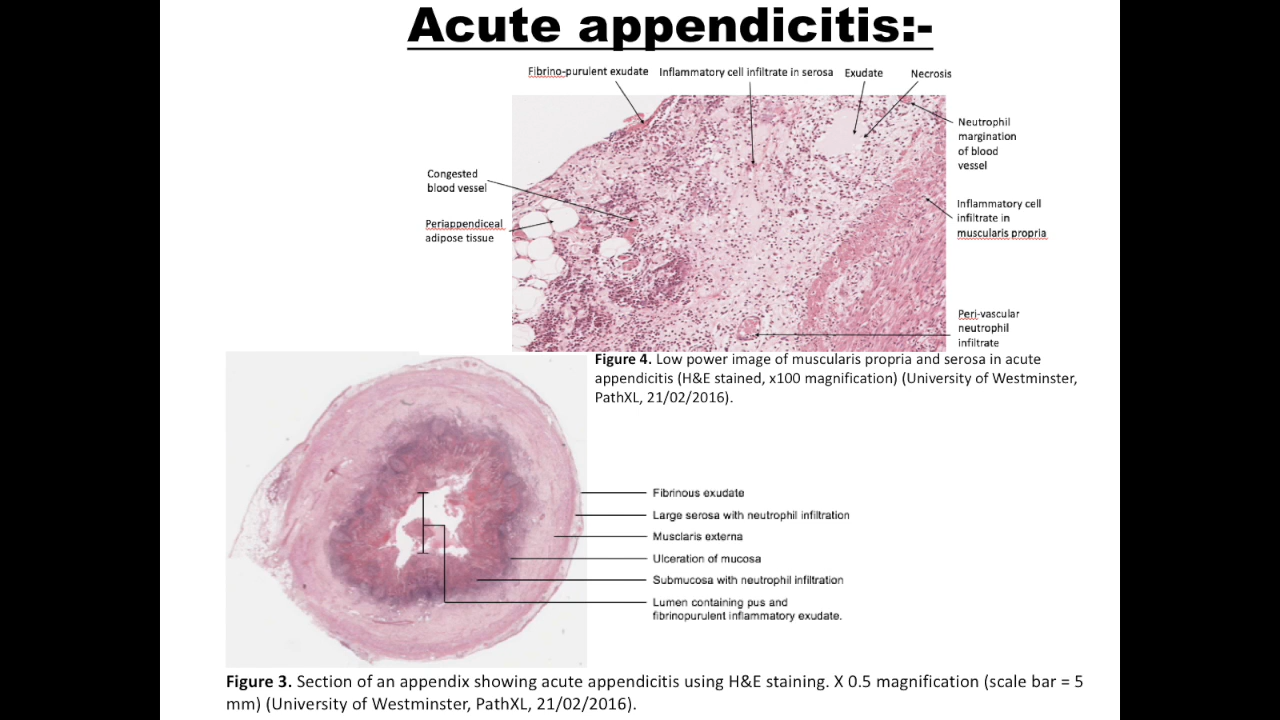 Acute appendicitis:-
Fibrino-purulent exudate
Inflammatory cell infiltrate in serosa
Exudate
Necrosis
Neutrophil
margination
of blood
vessel
Congested
blood vessel
Periappendiceal
adipose tissue
Inflammatory cell
infiltrate in
muscularis propria
Peri-vascular
neutrophil
infiltrate
Figure 4. Low power image of muscularis propria and serosa in acute
appendicitis (H&E stained, x100 magnification) (University of Westminster,
PathXL, 21/02/2016).
Fibrinous exudate
Large serosa with neutrophil infiltration
Musclaris externa
Ulceration of mucosa
Submucosa with neutrophil infiltration
Lumen containing pus and
fibrinopurulent inflammatory exudate.
Figure 3. Section of an appendix showing acute appendicitis using H&E staining. X 0.5 magnification (scale bar = 5
mm) (University of Westminster, PathXL, 21/02/2016).